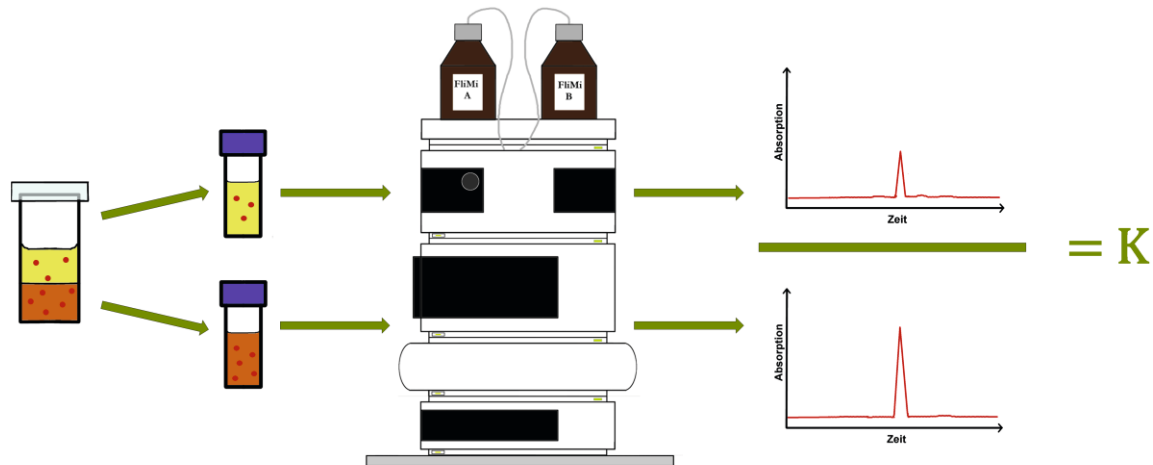 FliMi
A
FliMi
B
Absorption
Zeit
= K
Absorption
Zeit